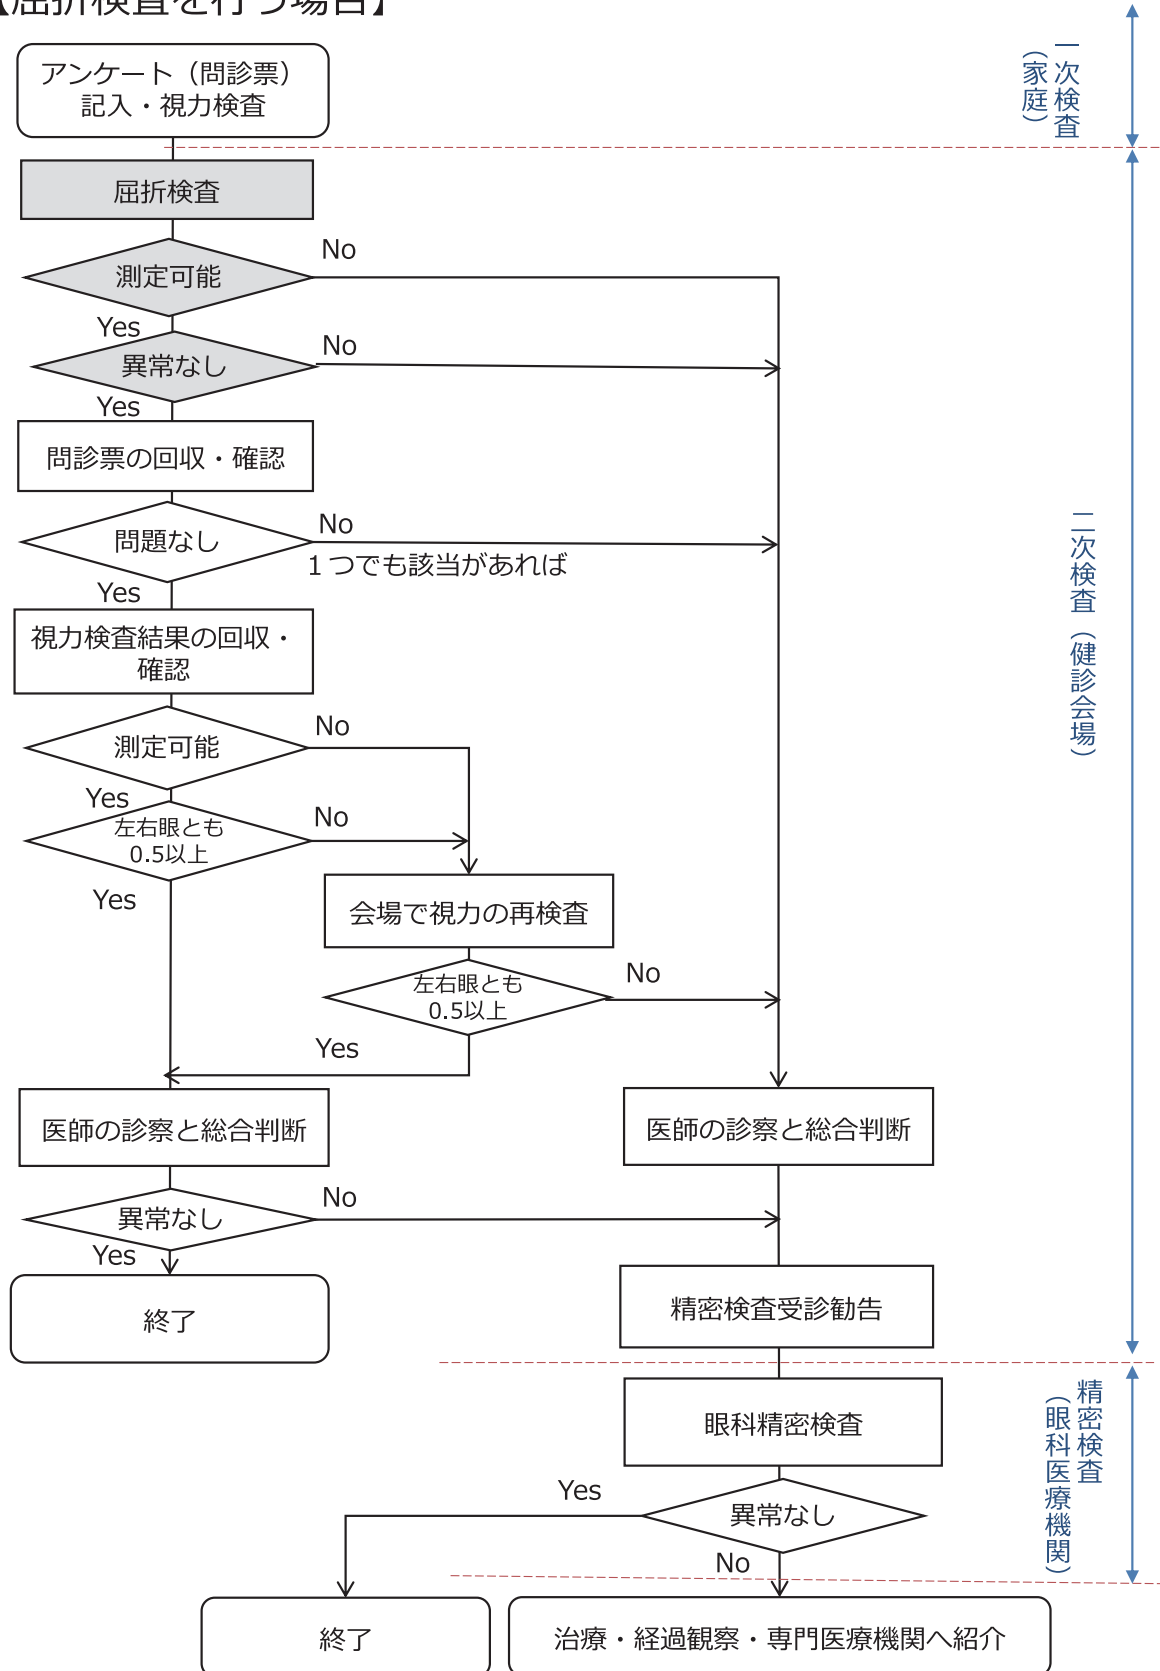 【屈折検査を行う場合】
アンケート（問診票）
記入・視力検査
一次検査
（家庭）
屈折検査
測定可能
No
Yes
異常なし
No
Yes
問診票の回収・確認
問題なし
No
１つでも該当があれば
Yes
視力検査結果の回収・
確認
測定可能
No
Yes
左右眼とも
0.5以上
No
Yes
会場で視力の再検査
左右眼とも
0.5以上
No
Yes
医師の診察と総合判断
医師の診察と総合判断
異常なし
No
Yes
終了
精密検査受診勧告
二次検査（健診会場）
眼科精密検査
異常なし
Yes
No
精密検査
（眼科医療機関）
終了
治療・経過観察・専門医療機関へ紹介